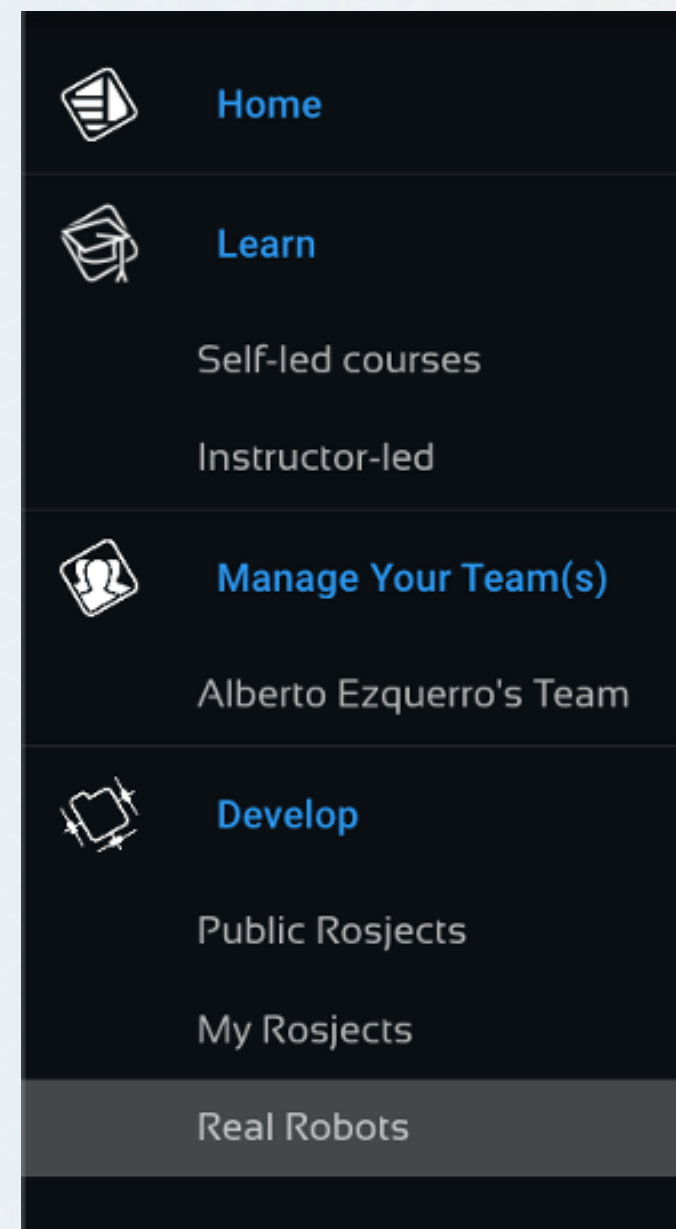 Home
Learn
Self-led courses
Instructor-led
Manage Your Team(s)
Alberto Ezquerro's Team
Develop
Public Rosjects
My Rosjects
Real Robots